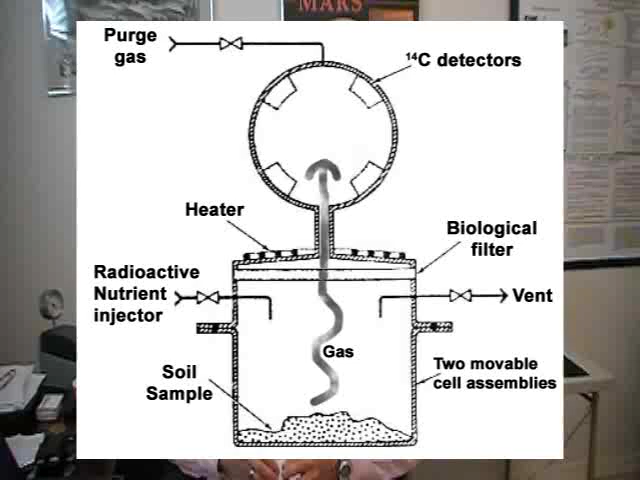 MARS
Purge
gas
¹⁴C detectors
Heater
Biological
filter
Radioactive
Nutrient
injector
Vent
Gas
Soil
Sample
Two movable
cell assemblies